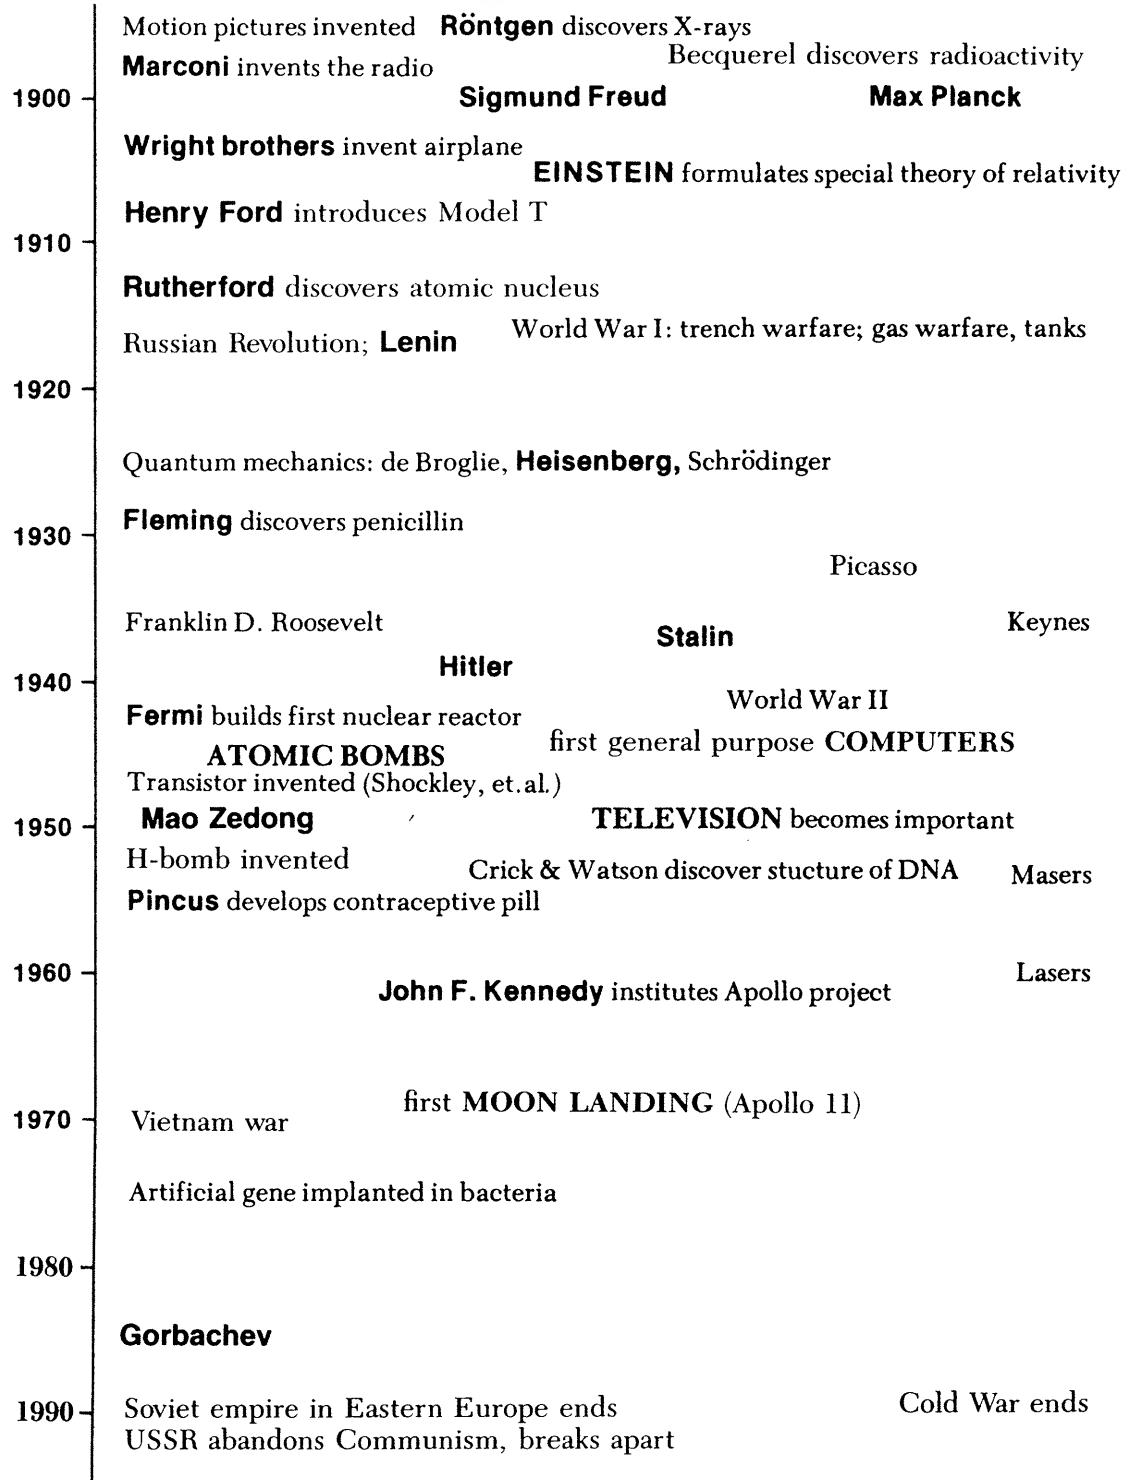 Motion pictures invented Röntgen discovers X-rays
Becquerel discovers radioactivity
Marconi invents the radio
1900 Sigmund Freud Max Planck
Wright brothers invent airplane
EINSTEIN formulates special theory of relativity
Henry Ford introduces Model T
1910
Rutherford discovers atomic nucleus
World War I: trench warfare; gas warfare, tanks
Russian Revolution; Lenin
1920
Quantum mechanics: de Broglie, Heisenberg, Schrödinger
Fleming discovers penicillin
1930
Picasso
Franklin D. Roosevelt Keynes
Stalin
Hitler
1940
World War II
Fermi builds first nuclear reactor
first general purpose COMPUTERS
ATOMIC BOMBS
Transistor invented (Shockley, et.al.)
Mao Zedong TELEVISION becomes important
1950
H-bomb invented
Crick & Watson discover stucture of DNA Masers
Pincus develops contraceptive pill
1960 Lasers
John F. Kennedy institutes Apollo project
first MOON LANDING (Apollo 11)
1970 Vietnam war
Artificial gene implanted in bacteria
1980
Gorbachev
Cold War ends
1990 Soviet empire in Eastern Europe ends
USSR abandons Communism, breaks apart